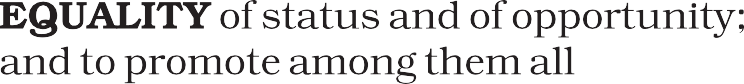 EQUALITY of status and of opportunity;
and to promote among them all